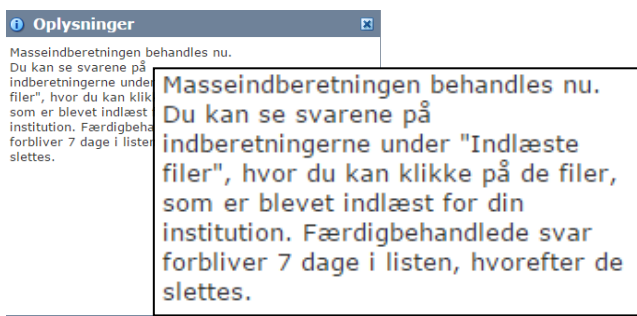 Oplysninger
Masseindberetningen behandles nu.
Du kan se svarene på
indberetningerne under
filer", hvor du kan klik
som er blevet indlæst
institution. Færdigbeha
forbliver 7 dage i listen
slettes.
Masseindberetningen behandles nu.
Du kan se svarene på
indberetningerne under "Indlæste
filer", hvor du kan klikke på de filer,
som er blevet indlæst for din
institution. Færdigbehandlede svar
forbliver 7 dage i listen, hvorefter de
slettes.